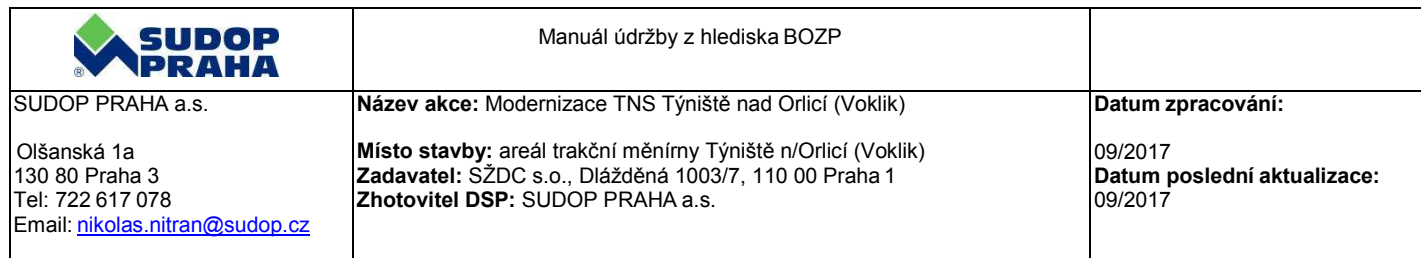 SUDOP
PRAHA
®
Manuál údržby z hlediska BOZP
SUDOP PRAHA a.s.
Olšanská 1a
130 80 Praha 3
Tel: 722 617 078
Email: nikolas.nitran@sudop.cz
Název akce: Modernizace TNS Týniště nad Orlicí (Voklik)
Místo stavby: areál trakční měnírny Týniště n/Orlicí (Voklik)
Zadavatel: SŽDC s.o., Dlážděná 1003/7, 110 00 Praha 1
Zhotovitel DSP: SUDOP PRAHA a.s.
Datum zpracování:
09/2017
Datum poslední aktualizace:
09/2017